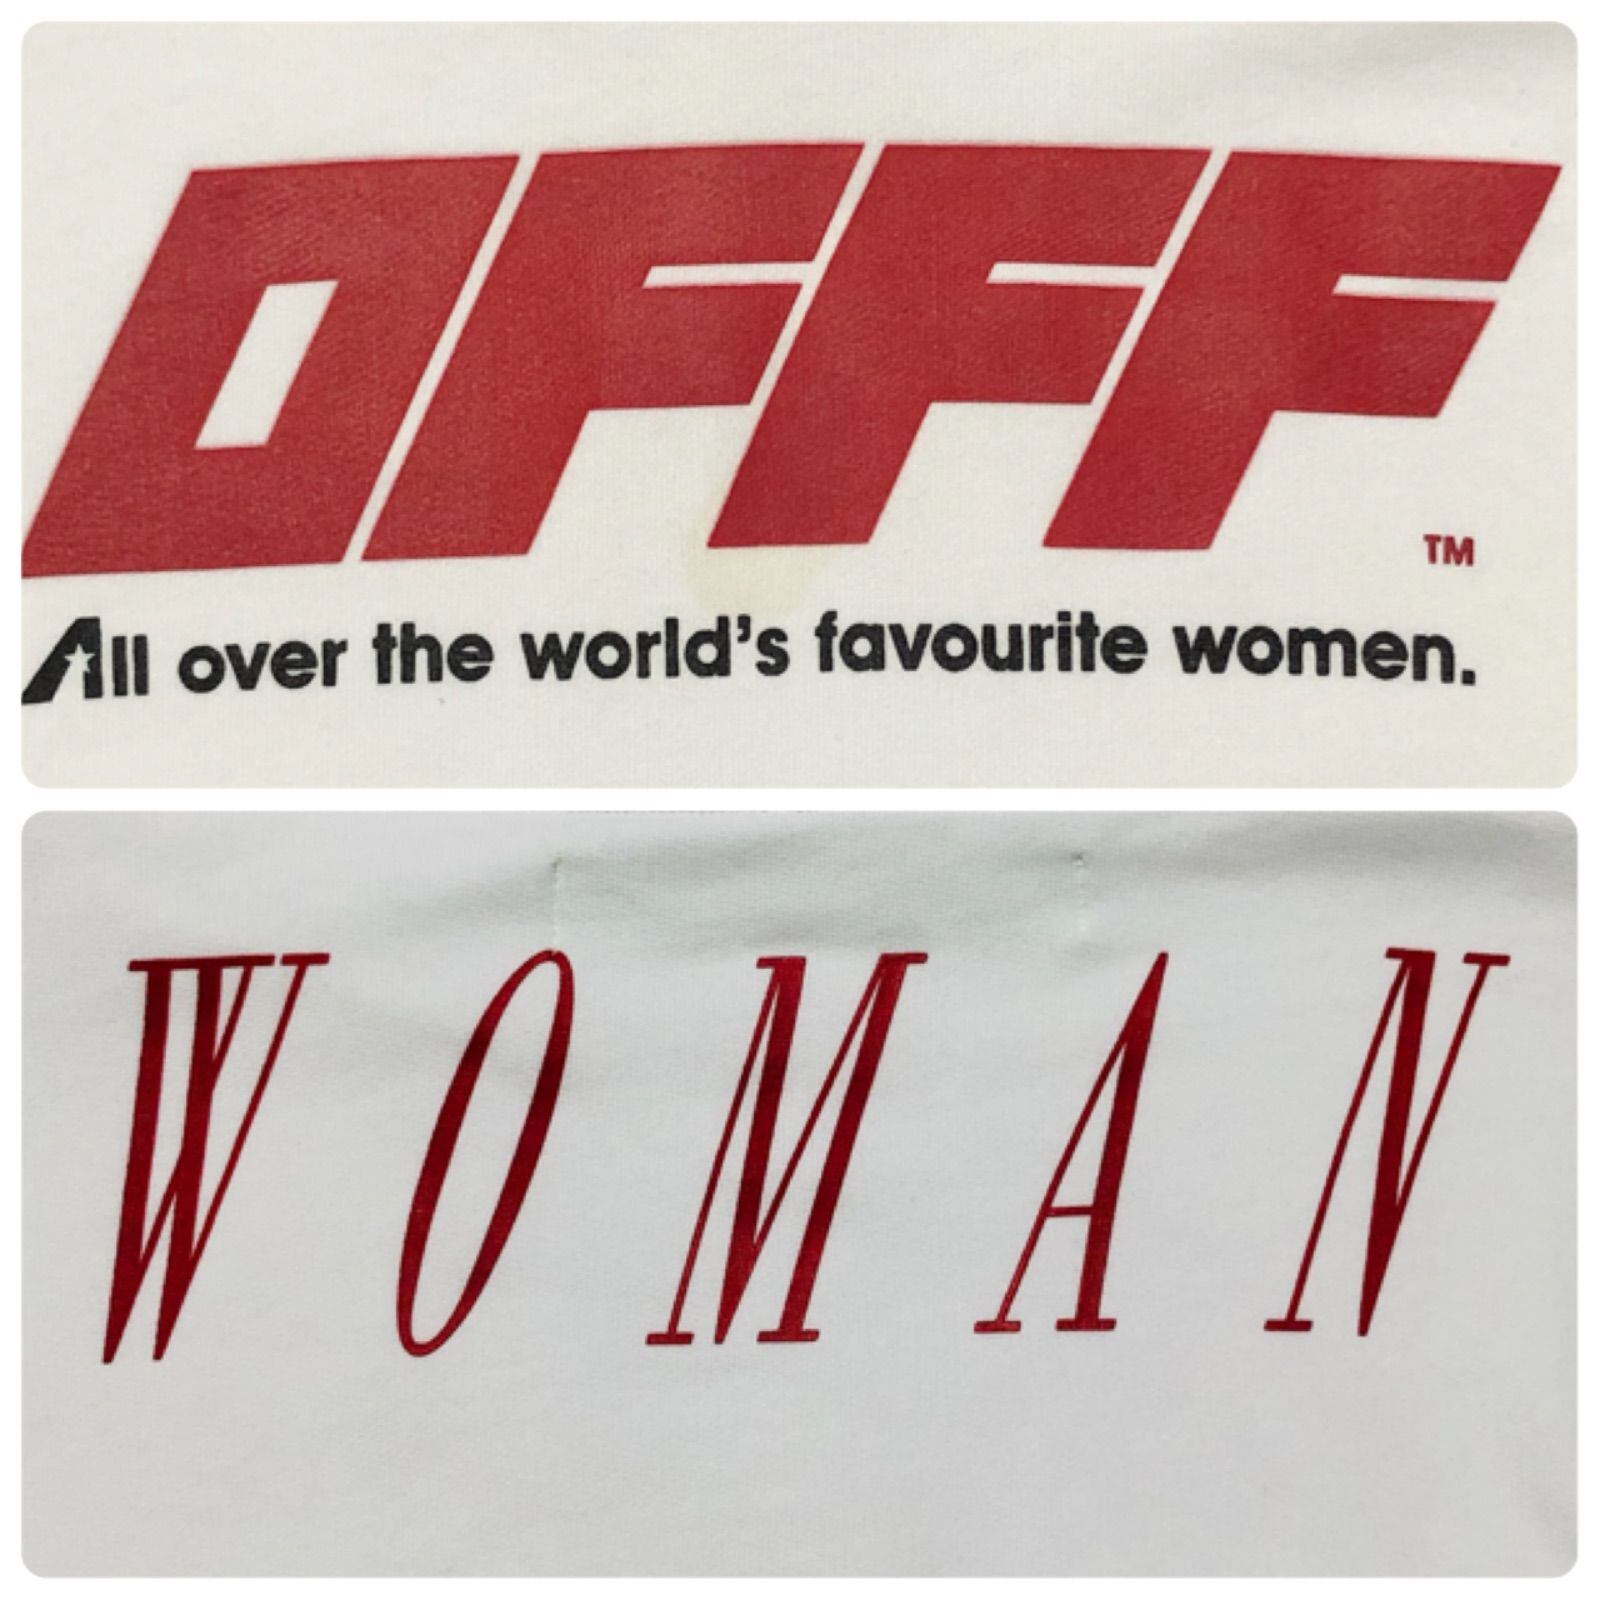 OFFF
TM
All over the world's favourite women.
WOMAN